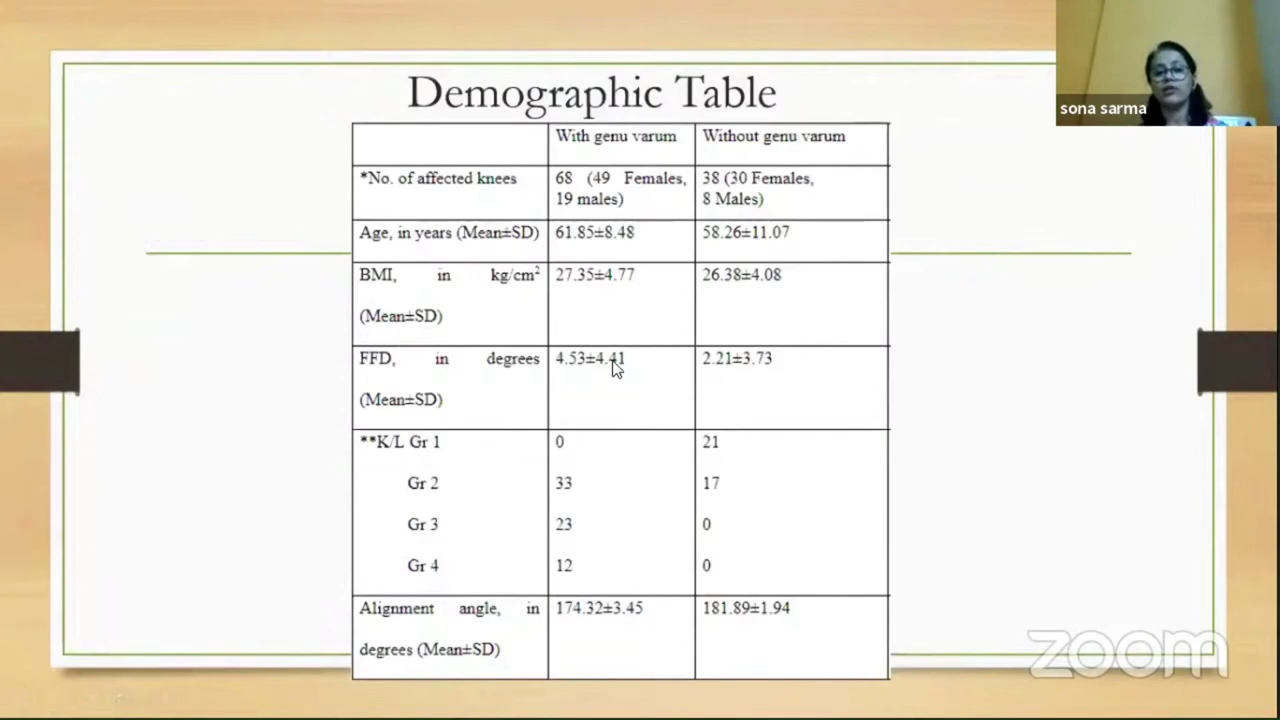 Demographic Table
sona sarma
With genu varum
Without genu varum
*No. of affected knees
68 (49 Females,
19 males)
38 (30 Females,
8 Males)
Age, in years (Mean±SD)
61.85±8.48
58.26±11.07
BMI, in kg/cm²
(Mean±SD)
27.35±4.77
26.38±4.08
FFD, in degrees
(Mean±SD)
4.53±4.41
2.21±3.73
**K/L Gr 1
0
21
Gr 2
33
17
Gr 3
23
0
Gr 4
12
0
Alignment angle, in
degrees (Mean±SD)
174.32±3.45
181.89±1.94
zoom